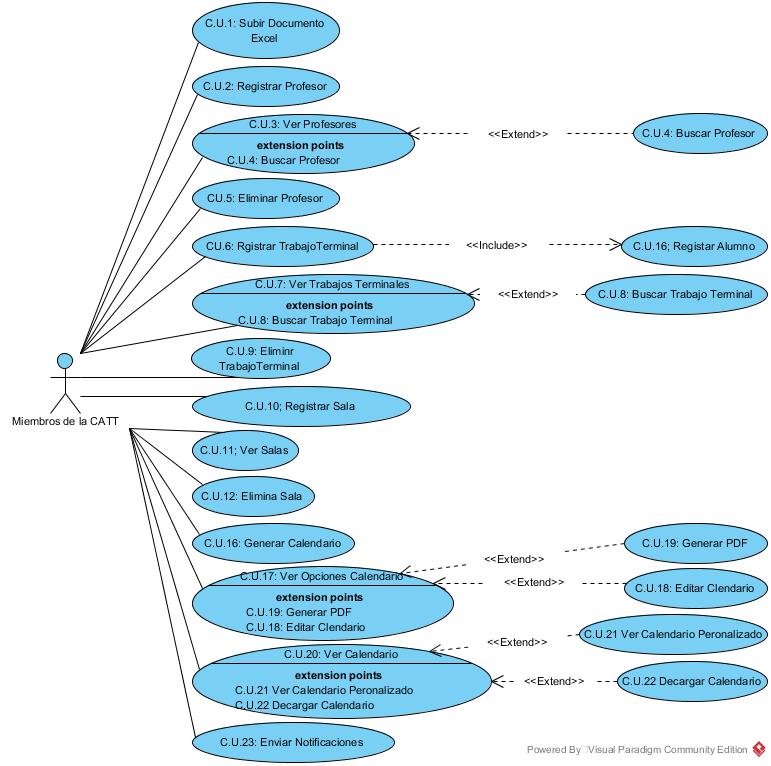 C.U.1: Subir Documento
Excel
C.U.2: Registrar Profesor
C.U.3: Ver Profesores
extension points
C.U.4: Buscar Profesor
<<Extend>>
C.U.4: Buscar Profesor
CU.5: Eliminar Profesor
CU.6: Rgistrar TrabajoTerminal
<<Include>>
C.U.16; Registar Alumno
C.U.7: Ver Trabajos Terminales
extension points
C.U.8: Buscar Trabajo Terminal
<<Extend>>
C.U.8: Buscar Trabajo Terminal
C.U.9: Eliminr
TrabajoTerminal
C.U.10; Registrar Sala
Miembros de la CATT
C.U.11; Ver Salas
C.U.12: Elimina Sala
C.U.16: Generar Calendario
C.U.17: Ver Opciones Calendario
extension points
C.U.19: Generar PDF
C.U.18: Editar Clendario
<<Extend>>
C.U.19: Generar PDF
<<Extend>>
C.U.18: Editar Clendario
C.U.20: Ver Calendario
extension points
C.U.21 Ver Calendario Peronalizado
C.U.22 Decargar Calendario
<<Extend>>
C.U.21 Ver Calendario Peronalizado
<<Extend>>
C.U.22 Decargar Calendario
C.U.23: Enviar Notificaciones
Powered By Visual Paradigm Community Edition